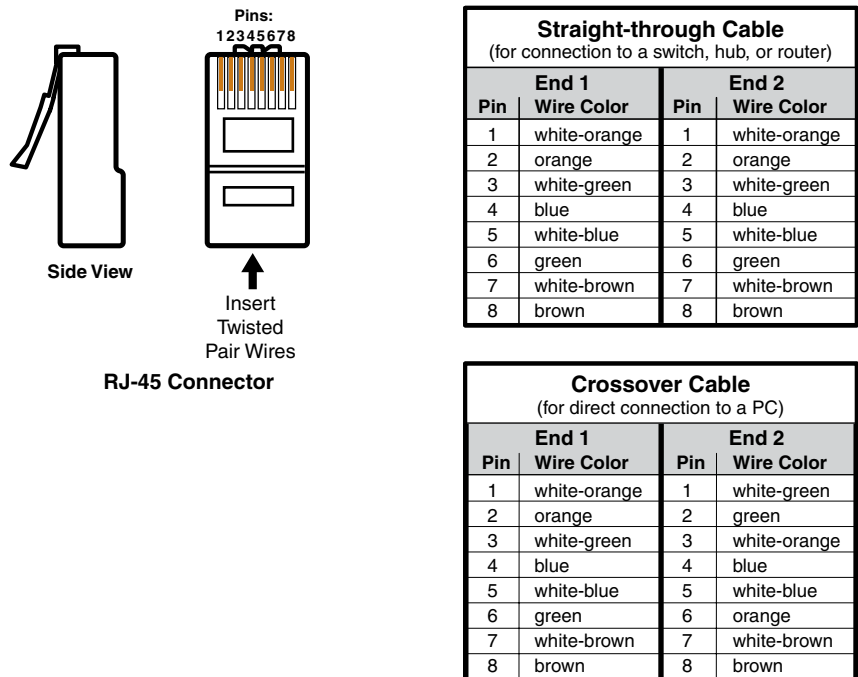 Pins:
12345678
Side View
Insert
Twisted
Pair Wires
RJ-45 Connector
Straight-through Cable
(for connection to a switch, hub, or router)
End 1 End 2
Pin Wire Color Pin Wire Color
1 white-orange 1 white-orange
2 orange 2 orange
3 white-green 3 white-green
4 blue 4 blue
5 white-blue 5 white-blue
6 green 6 green
7 white-brown 7 white-brown
8 brown 8 brown
Crossover Cable
(for direct connection to a PC)
End 1 End 2
Pin Wire Color Pin Wire Color
1 white-orange 1 white-green
2 orange 2 green
3 white-green 3 white-orange
4 blue 4 blue
5 white-blue 5 white-blue
6 green 6 orange
7 white-brown 7 white-brown
8 brown 8 brown